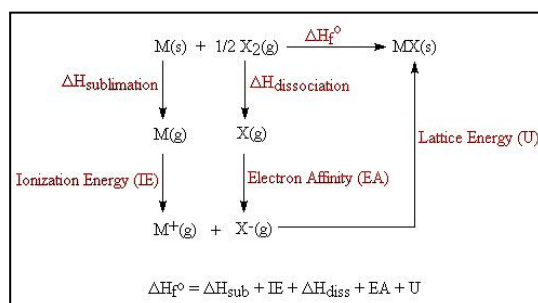 ΔHf°
M(s) + 1/2 X2(g) MX(s)
ΔHsublimation ΔHdissociation
M(g) X(g)
Lattice Energy (U)
Ionization Energy (IE) Electron Affinity (EA)
M+(g) + X-(g)
ΔHf° = ΔHsub + IE + ΔHdiss + EA + U